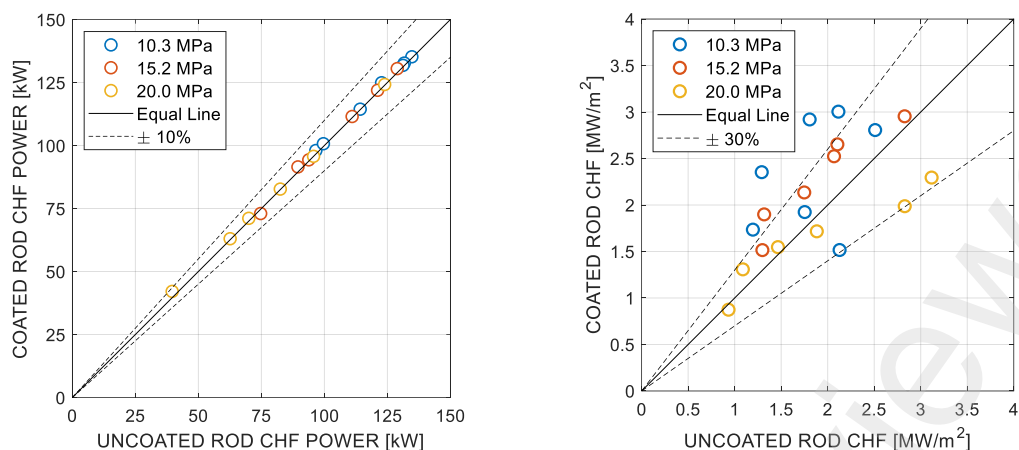 COATED ROD CHF POWER [kW]
150
125
100
75
50
25
0
10.3 MPa
15.2 MPa
20.0 MPa
Equal Line
± 10%
0 25 50 75 100 125 150
UNCOATED ROD CHF POWER [kW]
COATED ROD CHF [MW/m²]
4
3.5
3
2.5
2
1.5
1
0.5
0
10.3 MPa
15.2 MPa
20.0 MPa
Equal Line
± 30%
0 0.5 1 1.5 2 2.5 3 3.5 4
UNCOATED ROD CHF [MW/m²]